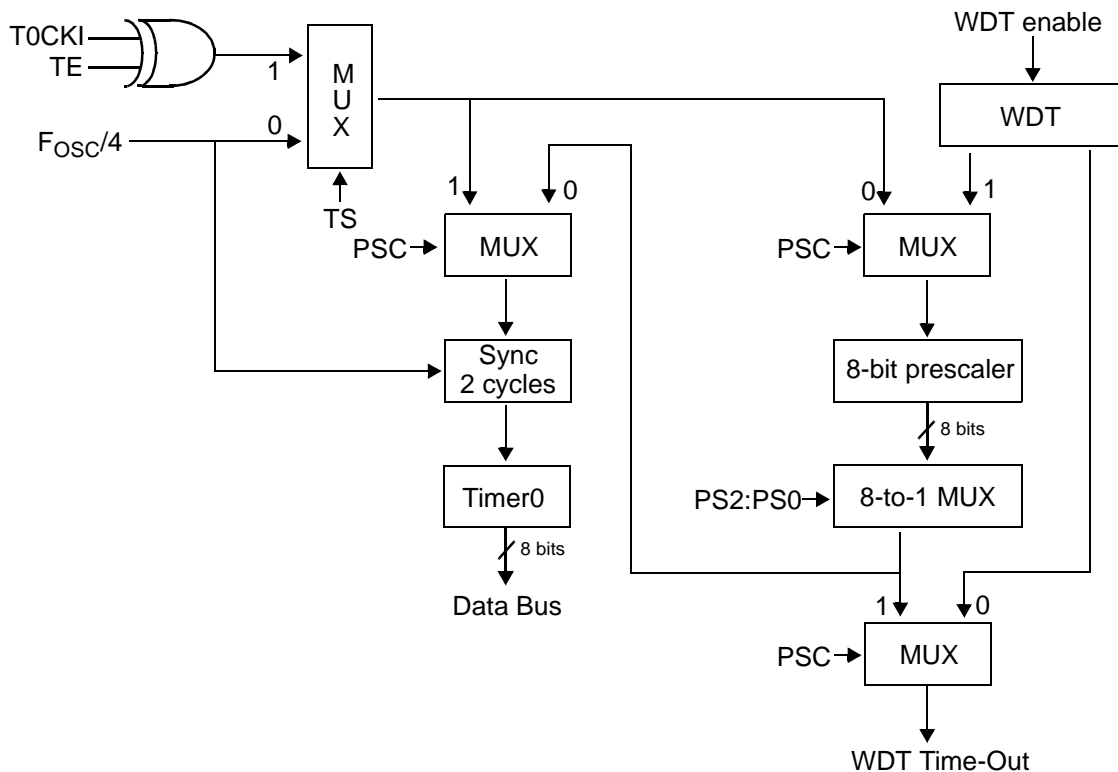 T0CKI
TE
1
MUX
WDT enable
WDT
FOSC/4
0
TS
1
0
0
1
PSC
MUX
PSC
MUX
Sync
2 cycles
8-bit prescaler
8 bits
Timer0
PS2:PS0
8-to-1 MUX
8 bits
Data Bus
1
0
PSC
MUX
WDT Time-Out